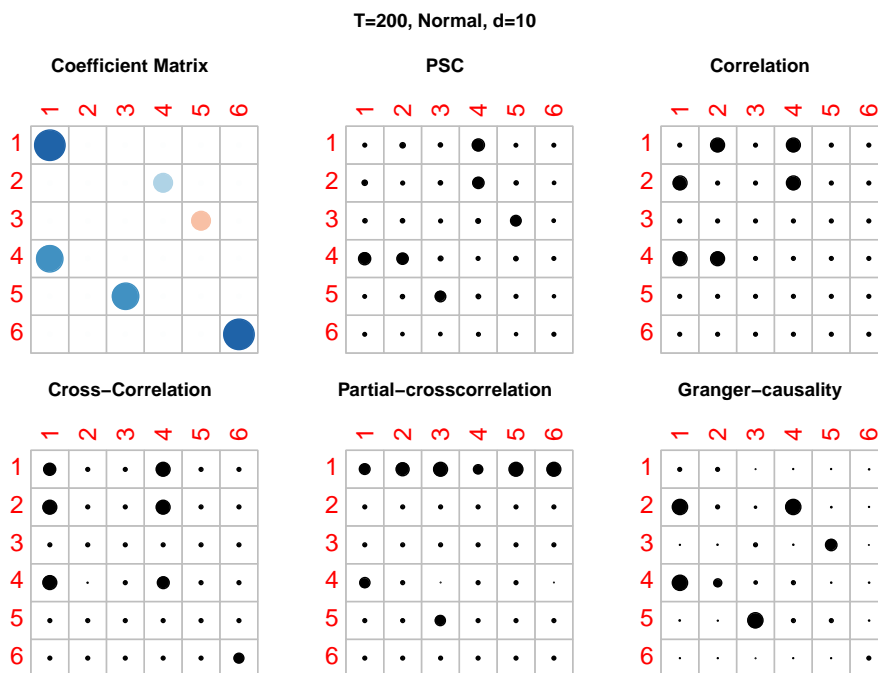 T=200, Normal, d=10
Coefficient Matrix
1 2 3 4 5 6
1
2
3
4
5
6
PSC
1 2 3 4 5 6
1
2
3
4
5
6
Correlation
1 2 3 4 5 6
1
2
3
4
5
6
Cross−Correlation
1 2 3 4 5 6
1
2
3
4
5
6
Partial−crosscorrelation
1 2 3 4 5 6
1
2
3
4
5
6
Granger−causality
1 2 3 4 5 6
1
2
3
4
5
6